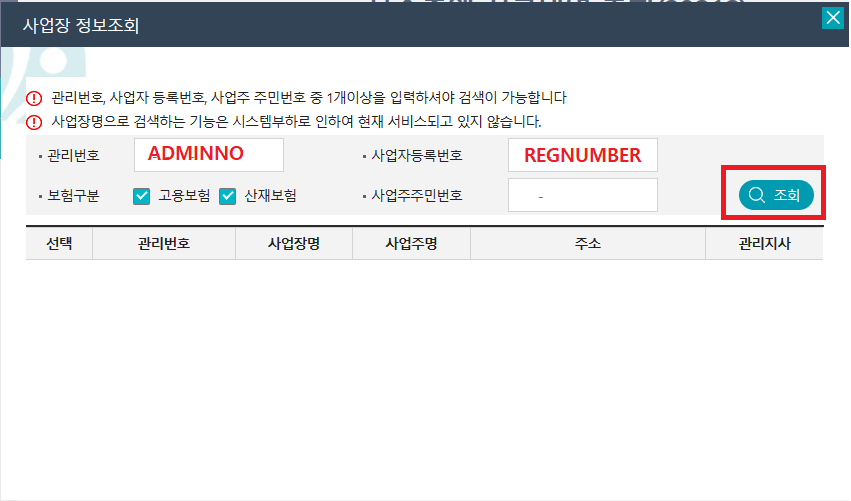 사업장 정보조회
관리번호, 사업자 등록번호, 사업주 주민번호 중 1개이상을 입력하셔야 검색이 가능합니다
사업장명으로 검색하는 기능은 시스템부하로 인하여 현재 서비스되고 있지 않습니다.
관리번호 ADMINNO 사업자등록번호 REGNUMBER
보험구분 고용보험 산재보험 사업주주민번호 - 조회
선택 관리번호 사업장명 사업주명 주소 관리지사